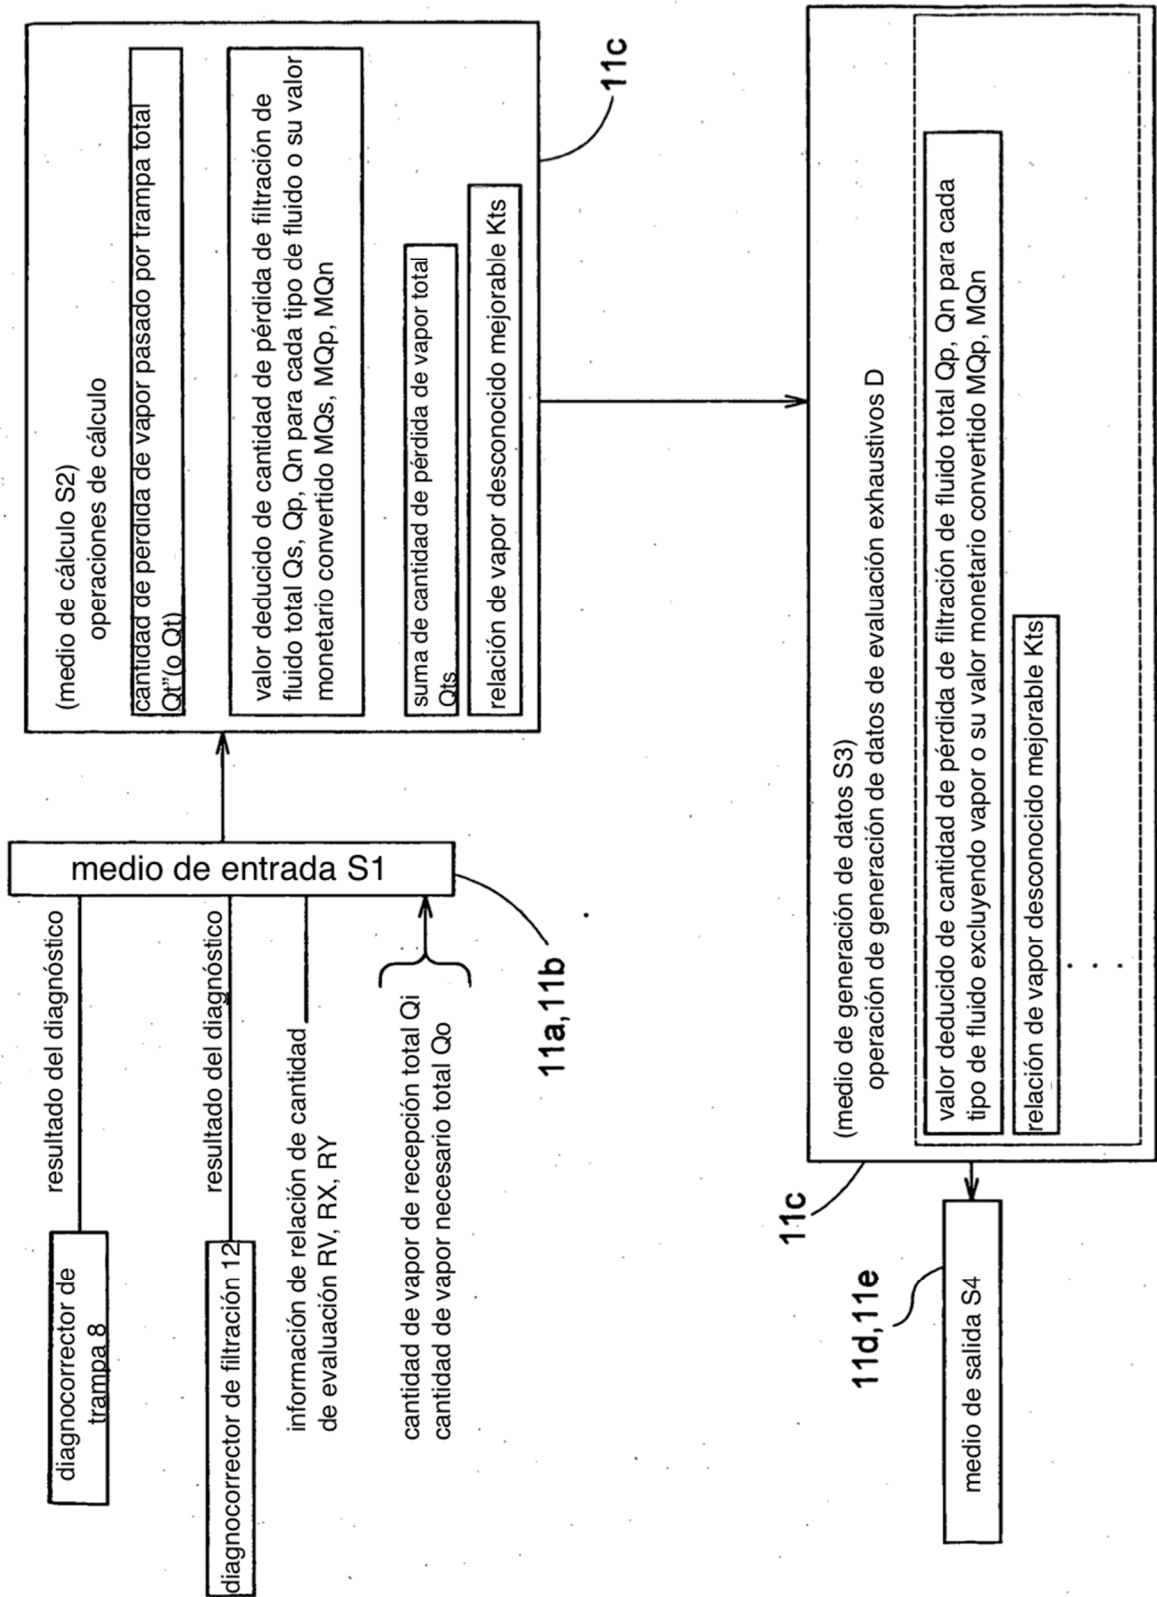 diagnocorrector de
trampa 8
resultado del diagnóstico
diagnocorrector de filtración 12
resultado del diagnóstico
información de relación de cantidad
de evaluación RV, RX, RY
cantidad de vapor de recepción total Qi
cantidad de vapor necesario total Qo
medio de entrada S1
11a,11b
(medio de cálculo S2)
operaciones de cálculo
cantidad de perdida de vapor pasado por trampa total
Qt"(o Qt)
valor deducido de cantidad de pérdida de filtración de
fluido total Qs, Qp, Qn para cada tipo de fluido o su valor
monetario convertido MQs, MQp, MQn
suma de cantidad de pérdida de vapor total
Qts
relación de vapor desconocido mejorable Kts
11c
(medio de generación de datos S3)
operación de generación de datos de evaluación exhaustivos D
valor deducido de cantidad de pérdida de filtración de fluido total Qp, Qn para cada
tipo de fluido excluyendo vapor o su valor monetario convertido MQp, MQn
relación de vapor desconocido mejorable Kts
. . .
11c
medio de salida S4
11d,11e